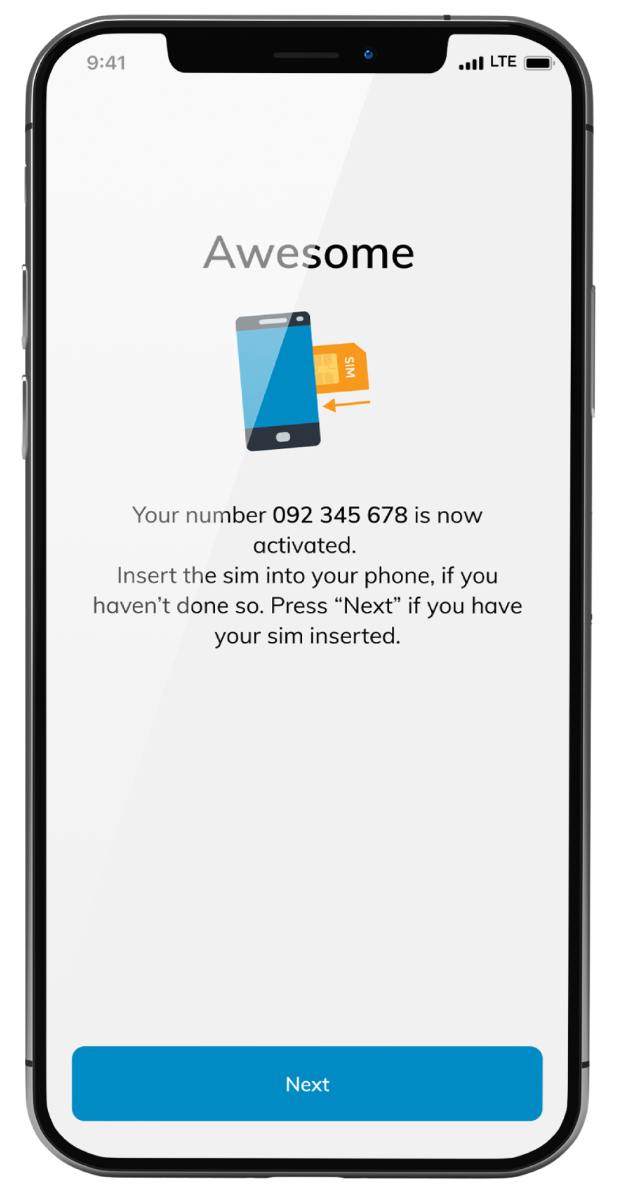 9:41
LTE
Awesome
SIM
Your number 092 345 678 is now
activated.
Insert the sim into your phone, if you
haven’t done so. Press “Next” if you have
your sim inserted.
Next